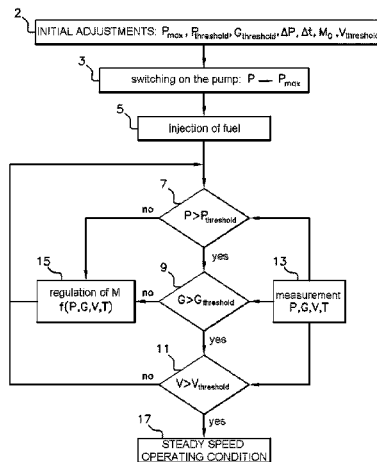 2
INITIAL ADJUSTMENTS: Pmax, Pthreshold, Gthreshold, ΔP, Δt, M0, Vthreshold
3
switching on the pump: P — Pmax
5
injection of fuel
7
P>Pthreshold
no
yes
15
regulation of M
f(P,G,V,T)
9
G>Gthreshold
no
yes
13
measurement
P,G,V,T
11
V>Vthreshold
no
yes
17
STEADY SPEED
OPERATING CONDITION